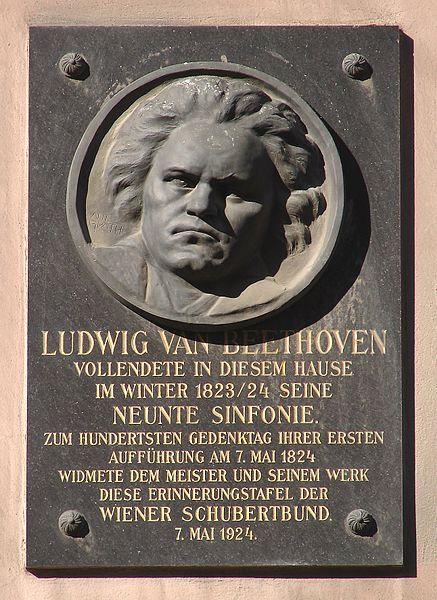 LUDWIG VAN BEETHOVEN
VOLLENDETE IN DIESEM HAUSE
IM WINTER 1823/24 SEINE
NEUNTE SINFONIE.
ZUM HUNDERTSTEN GEDENKTAG IHRER ERSTEN
AUFFÜHRUNG AM 7. MAI 1824
WIDMETE DEM MEISTER UND SEINEM WERK
DIESE ERINNERUNGSTAFEL DER
WIENER SCHUBERTBUND.
7. MAI 1924.